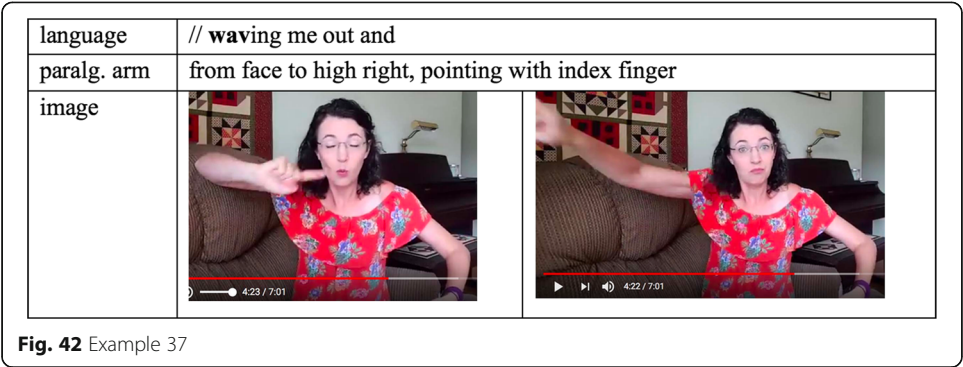 language // waving me out and
paralg. arm from face to high right, pointing with index finger
image
4:23 / 7:01
4:22 / 7:01
Fig. 42 Example 37